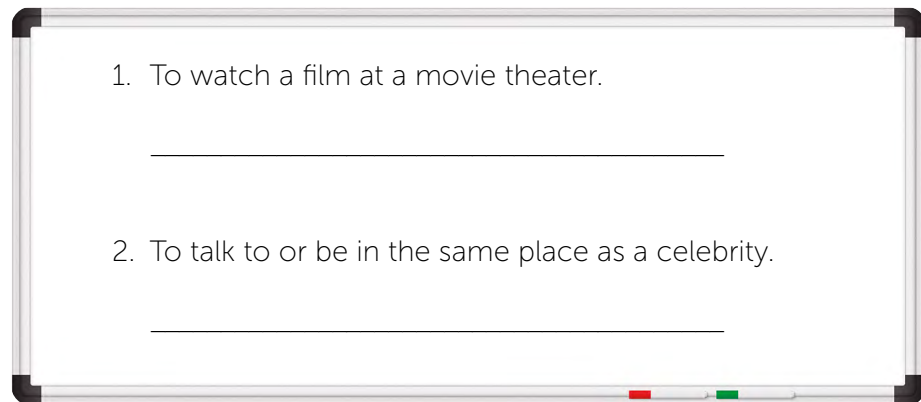 1. To watch a film at a movie theater.
2. To talk to or be in the same place as a celebrity.